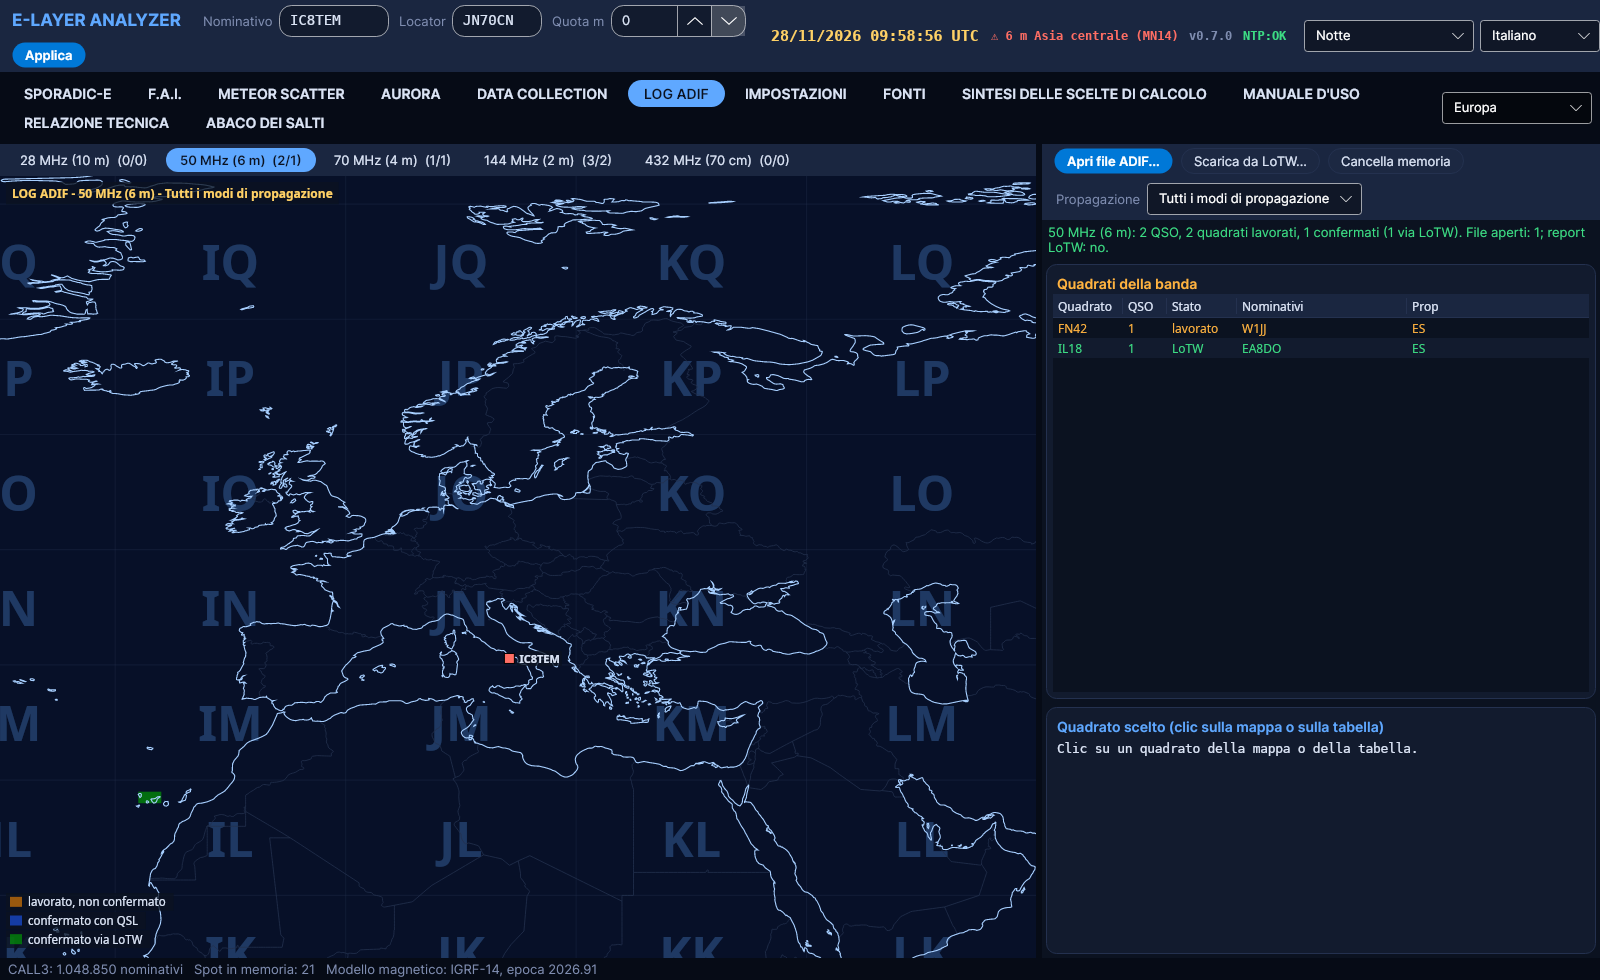 E-LAYER ANALYZER Nominativo IC8TEM Locator JN70CN Quota m 0
28/11/2026 09:58:56 UTC ⚠ 6 m Asia centrale (MN14) v0.7.0 NTP:OK Notte Italiano
Applica
SPORADIC-E F.A.I. METEOR SCATTER AURORA DATA COLLECTION LOG ADIF IMPOSTAZIONI FONTI SINTESI DELLE SCELTE DI CALCOLO MANUALE D'USO
RELAZIONE TECNICA ABACO DEI SALTI
Europa
28 MHz (10 m) (0/0) 50 MHz (6 m) (2/1) 70 MHz (4 m) (1/1) 144 MHz (2 m) (3/2) 432 MHz (70 cm) (0/0)
LOG ADIF - 50 MHz (6 m) - Tutti i modi di propagazione
Q IQ JQ KQ LQ
P IP JP KP LP
O IO JO KO LO
N IN JN KN LN
IC8TEM
M IM JM KM LM
IL IL JL KL LL
lavorato, non confermato
confermato con QSL
confermato via LoTW
K IK JK KK LK
Apri file ADIF... Scarica da LoTW... Cancella memoria
Propagazione Tutti i modi di propagazione
50 MHz (6 m): 2 QSO, 2 quadrati lavorati, 1 confermati (1 via LoTW). File aperti: 1; report
LoTW: no.
Quadrati della banda
Quadrato QSO Stato Nominativi Prop
FN42 1 lavorato W1JJ ES
IL18 1 LoTW EA8DO ES
Quadrato scelto (clic sulla mappa o sulla tabella)
Clic su un quadrato della mappa o della tabella.
CALL3: 1.048.850 nominativi Spot in memoria: 21 Modello magnetico: IGRF-14, epoca 2026.91